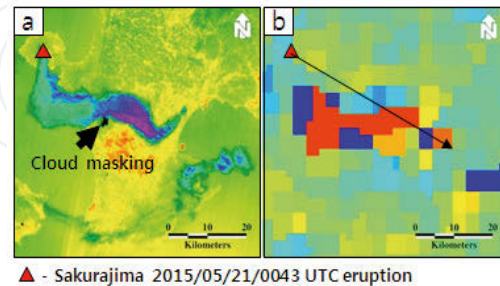 a
N
Cloud masking
0 10 20
Kilometers
b
N
0 10 20
Kilometers
- Sakurajima 2015/05/21/0043 UTC eruption